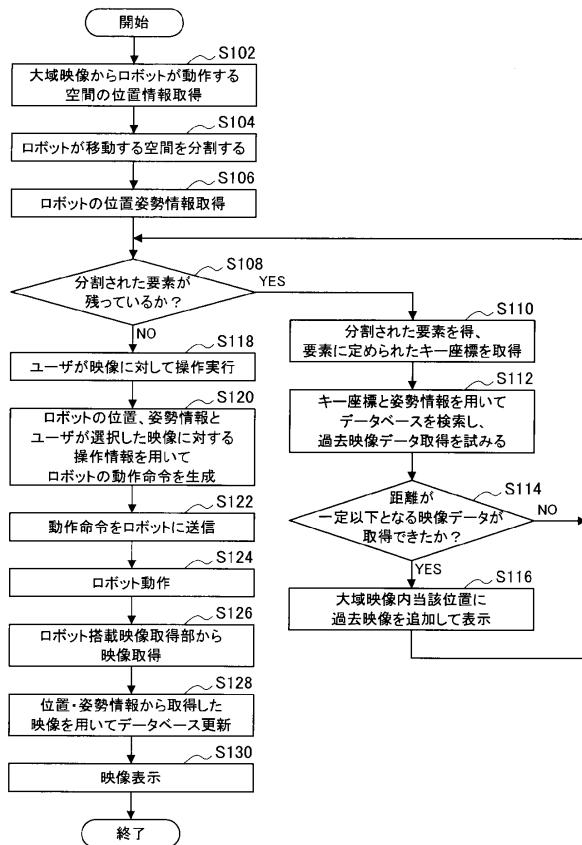 開始
S102
大域映像からロボットが動作する
空間の位置情報取得
S104
ロボットが移動する空間を分割する
S106
ロボットの位置姿勢情報取得
S108
分割された要素が
残っているか?
YES
NO
S110
分割された要素を得、
要素に定められたキー座標を取得
S112
キー座標と姿勢情報を用いて
データベースを検索し、
過去映像データ取得を試みる
S114
距離が
一定以下となる映像データが
取得できたか?
NO
YES
S116
大域映像内当該位置に
過去映像を追加して表示
S118
ユーザが映像に対して操作実行
S120
ロボットの位置、姿勢情報と
ユーザが選択した映像に対する
操作情報を用いて
ロボットの動作命令を生成
S122
動作命令をロボットに送信
S124
ロボット動作
S126
ロボット搭載映像取得部から
映像取得
S128
位置・姿勢情報から取得した
映像を用いてデータベース更新
S130
映像表示
終了